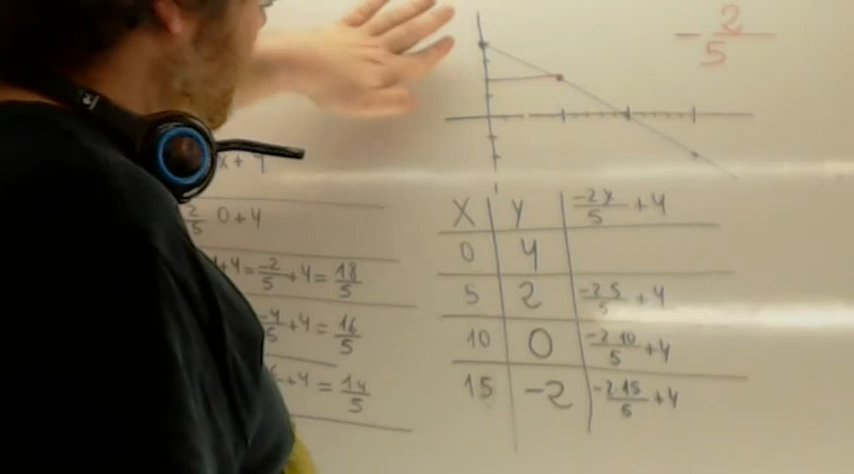 - 2/5
x + 4
2/5 0 + 4
+4 = -2/5 + 4 = 18/5
-4/5 + 4 = 16/5
+4 = 14/5
X | Y | -2x/5 + 4
0 | 4
5 | 2 | -2·5/5 + 4
10 | 0 | -2·10/5 + 4
15 | -2 | -2·15/5 + 4